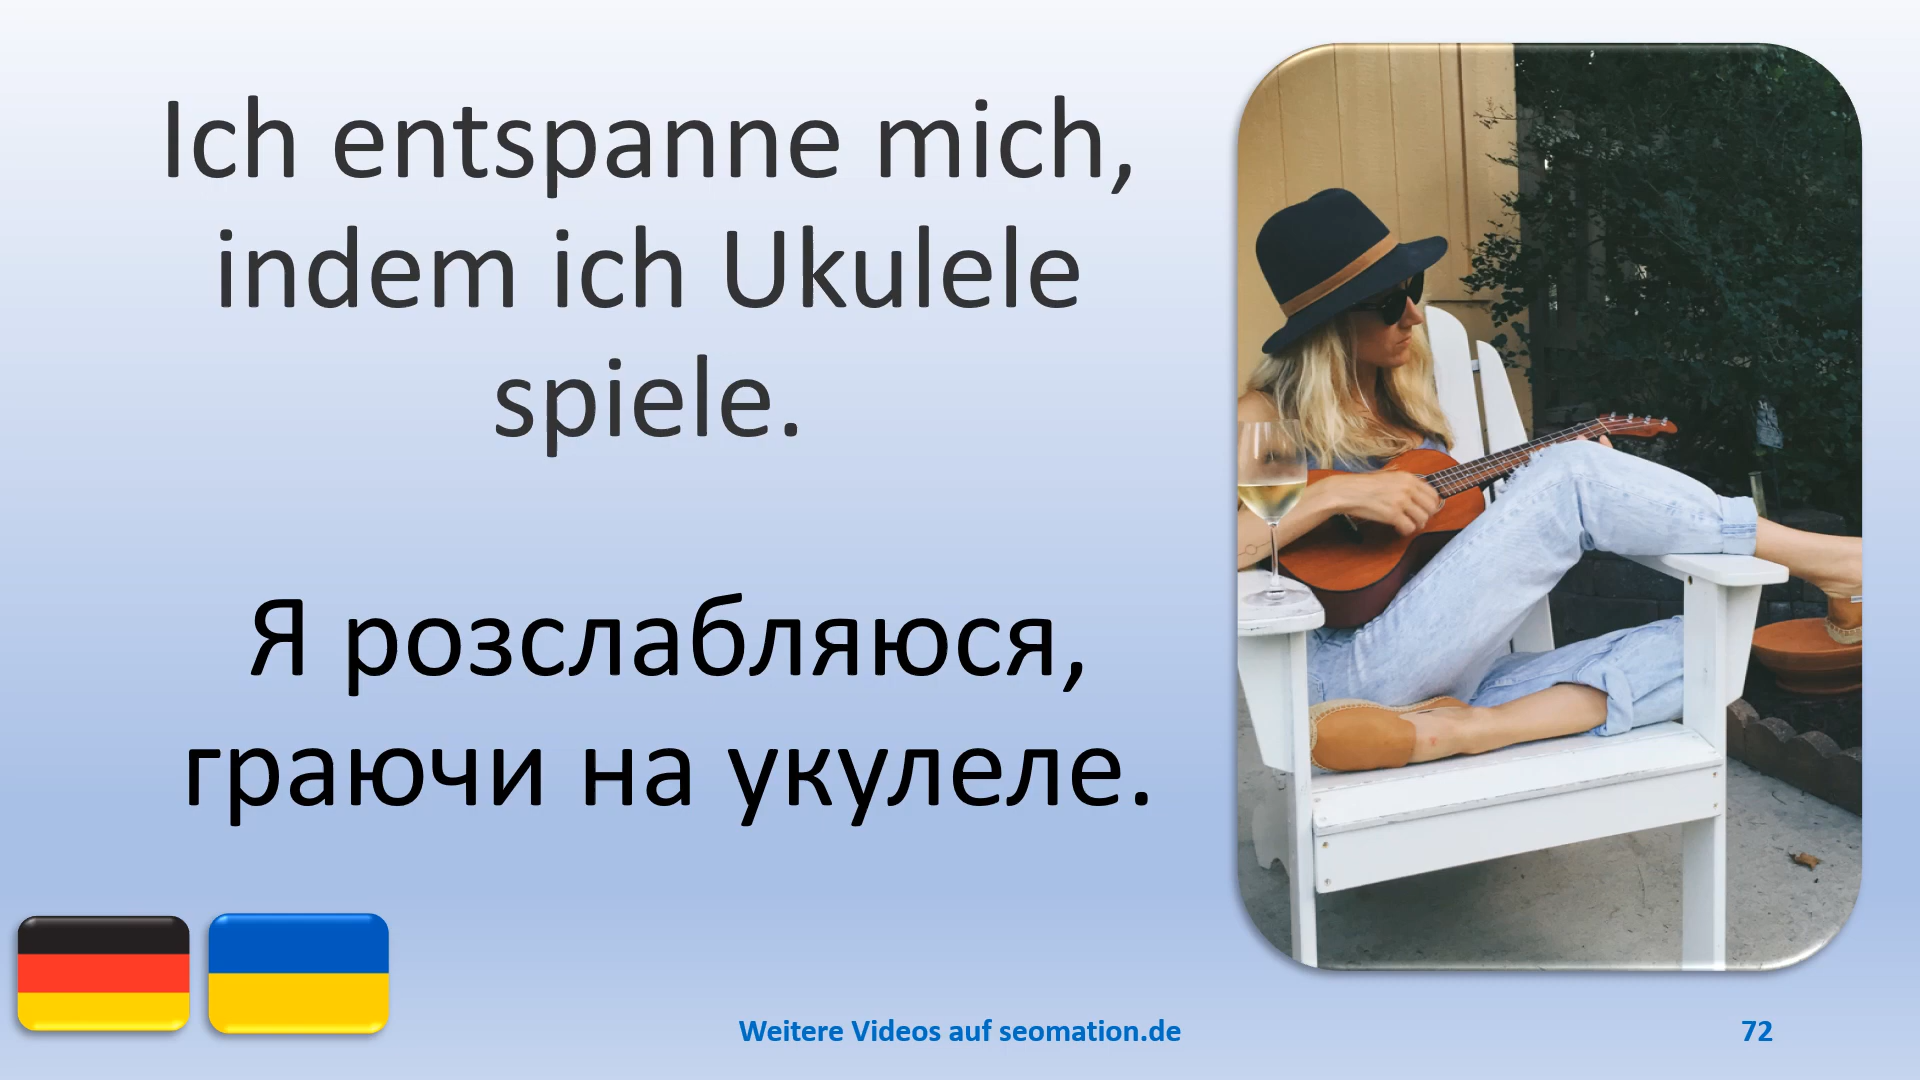 Ich entspanne mich,
indem ich Ukulele
spiele.
Я розслабляюся,
граючи на укулеле.
Weitere Videos auf seomation.de
72